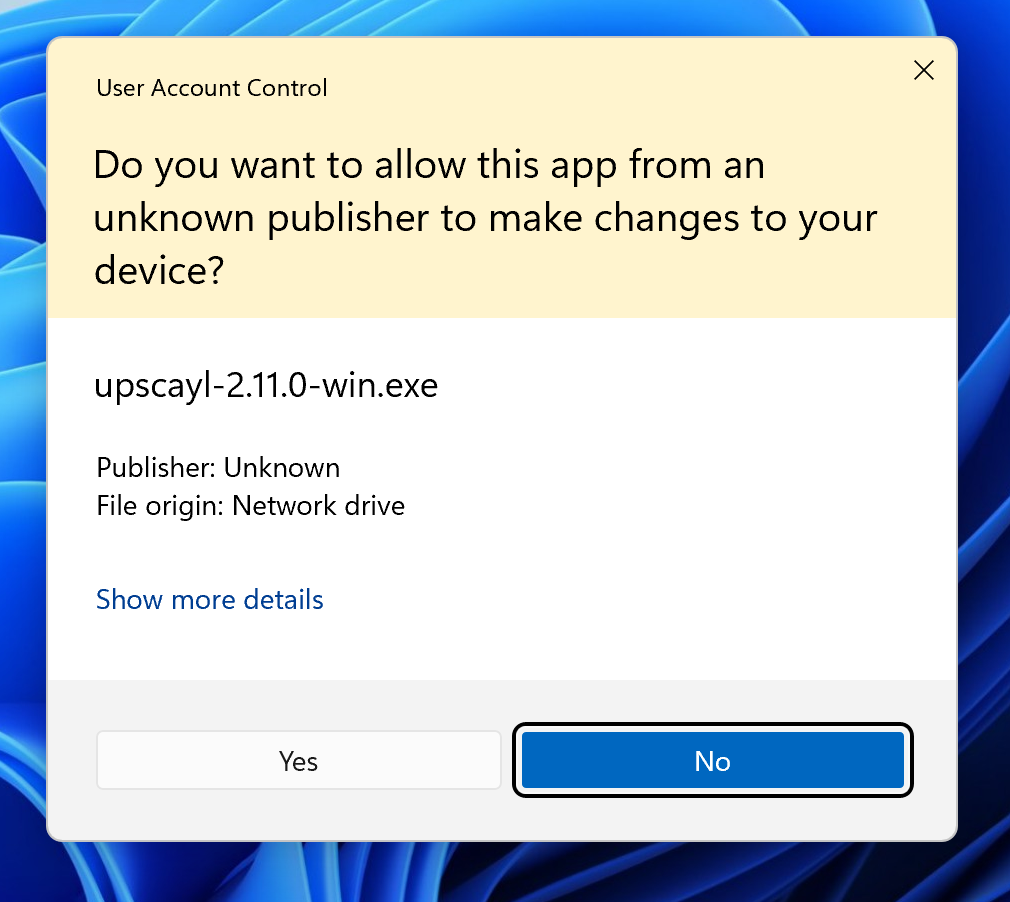 User Account Control
Do you want to allow this app from an
unknown publisher to make changes to your
device?
upscayl-2.11.0-win.exe
Publisher: Unknown
File origin: Network drive
Show more details
Yes
No